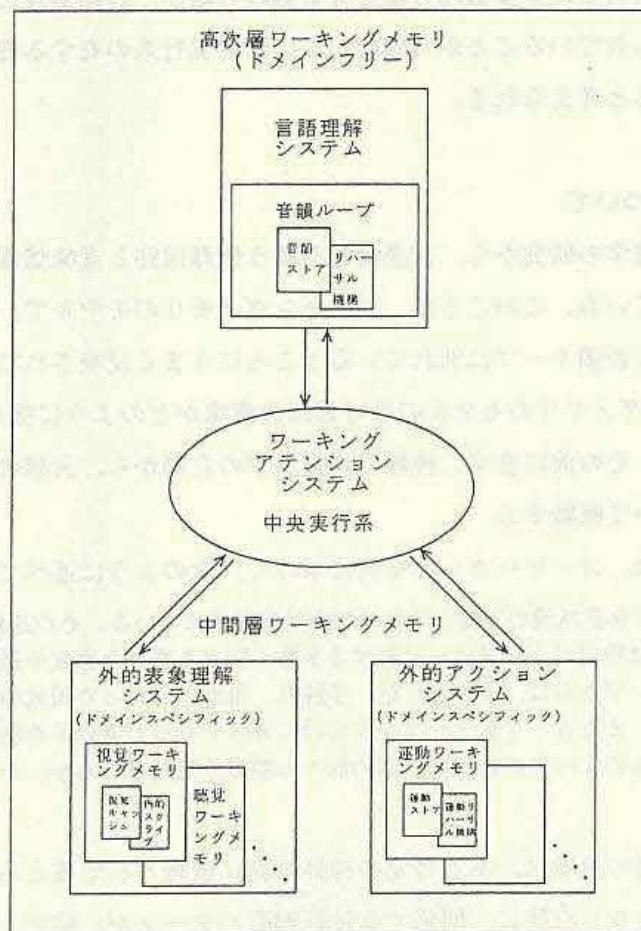 高次層ワーキングメモリ
(ドメインフリー)
言語理解
システム
音韻ループ
音韻
ストア
リハー
サル
機構
ワーキング
アテンション
システム
中央実行系
中間層ワーキングメモリ
外的表象理解
システム
(ドメインスペシフィック)
視覚ワーキ
ングメモリ
視覚
キャッ
シュ
内的
スクラ
イブ
聴覚
ワーキ
ングメ
モリ
外的アクション
システム
(ドメインスペシフィック)
運動ワーキ
ングメモリ
運動
ストア
運動リ
ハーサ
ル機構